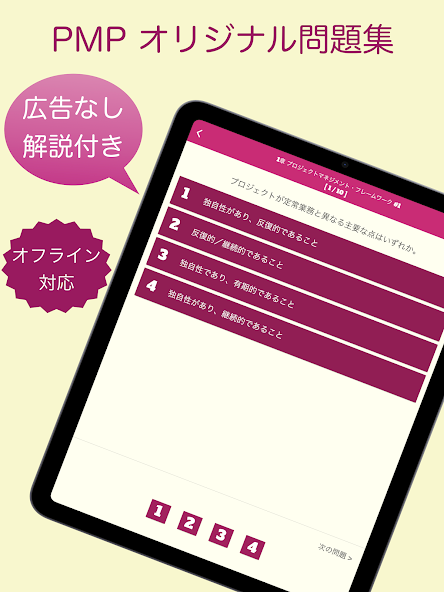 PMP オリジナル問題集
広告なし
解説付き
オフライン
対応
<
1章 プロジェクトマネジメント・フレームワーク #1
[ 1 / 10 ]
プロジェクトが定常業務と異なる主要な点はいずれか。
1 独自性があり、反復的であること
2 反復的／継続的であること
3 独自性であり、有期的であること
4 独自性があり、継続的であること
1 2 3 4
次の問題 >